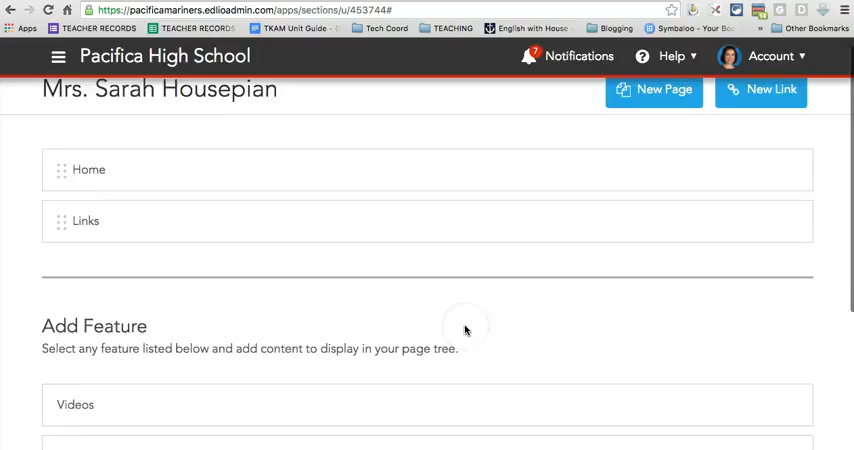 https://pacificamariners.edlioadmin.com/apps/sections/u/453744#
Apps TEACHER RECORDS TEACHER RECORDS TKAM Unit Guide - G Tech Coord TEACHING English with House - Blogging Symbaloo - Your Boo » Other Bookmarks
Pacifica High School 7 Notifications ? Help ▼ Account ▼
Mrs. Sarah Housepian New Page New Link
Home
Links
Add Feature
Select any feature listed below and add content to display in your page tree.
Videos